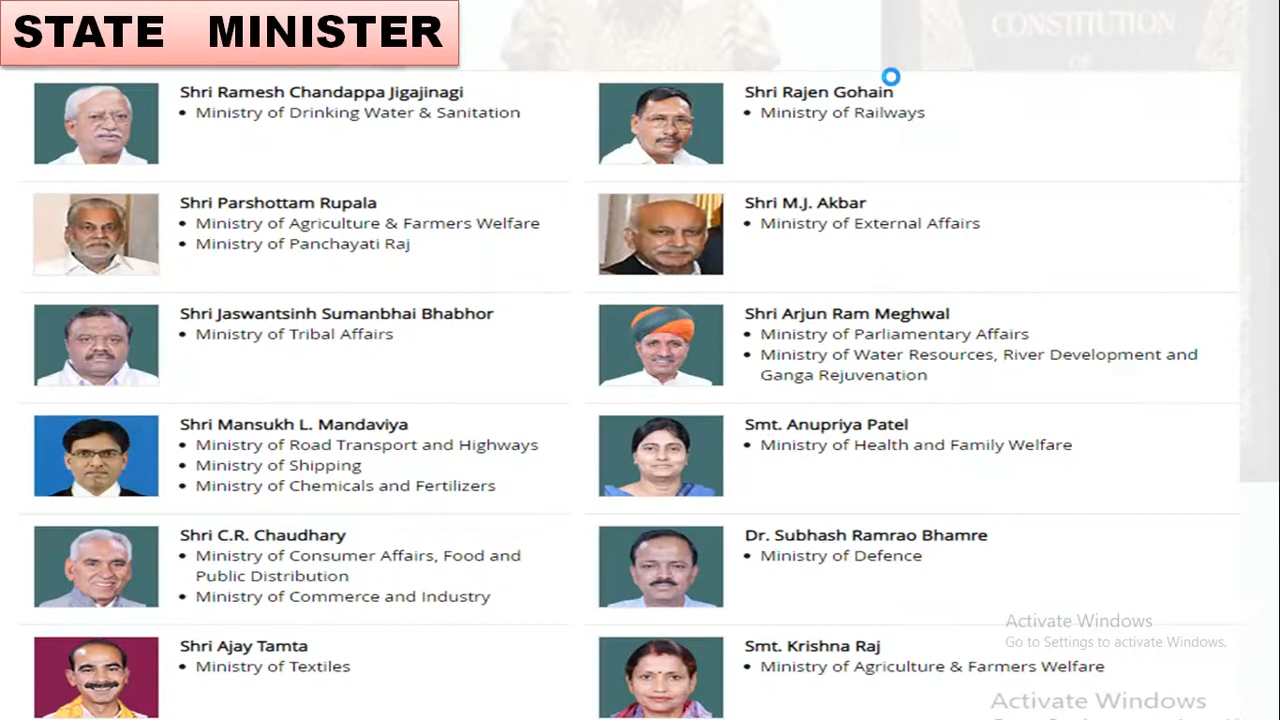 STATE MINISTER
CONSTITUTION
OF
Shri Ramesh Chandappa Jigajinagi
• Ministry of Drinking Water & Sanitation
Shri Rajen Gohain
• Ministry of Railways
Shri Parshottam Rupala
• Ministry of Agriculture & Farmers Welfare
• Ministry of Panchayati Raj
Shri M.J. Akbar
• Ministry of External Affairs
Shri Jaswantsinh Sumanbhai Bhabhor
• Ministry of Tribal Affairs
Shri Arjun Ram Meghwal
• Ministry of Parliamentary Affairs
• Ministry of Water Resources, River Development and
Ganga Rejuvenation
Shri Mansukh L. Mandaviya
• Ministry of Road Transport and Highways
• Ministry of Shipping
• Ministry of Chemicals and Fertilizers
Smt. Anupriya Patel
• Ministry of Health and Family Welfare
Shri C.R. Chaudhary
• Ministry of Consumer Affairs, Food and
Public Distribution
• Ministry of Commerce and Industry
Dr. Subhash Ramrao Bhamre
• Ministry of Defence
Shri Ajay Tamta
• Ministry of Textiles
Smt. Krishna Raj
• Ministry of Agriculture & Farmers Welfare
Activate Windows
Go to Settings to activate Windows.
Activate Windows